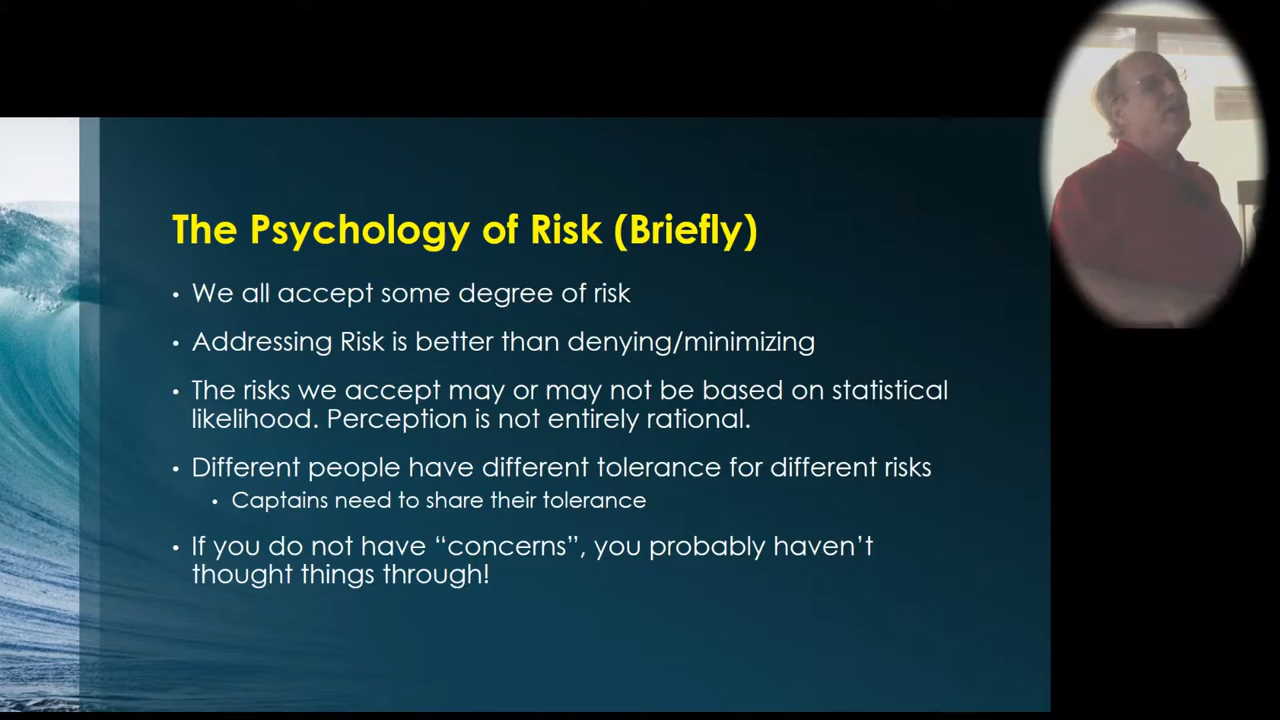 The Psychology of Risk (Briefly)
• We all accept some degree of risk
• Addressing Risk is better than denying/minimizing
• The risks we accept may or may not be based on statistical
likelihood. Perception is not entirely rational.
• Different people have different tolerance for different risks
• Captains need to share their tolerance
• If you do not have “concerns”, you probably haven’t
thought things through!